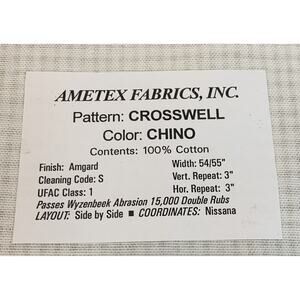 AMETEX FABRICS, INC.
Pattern: CROSSWELL
Color: CHINO
Contents: 100% Cotton
Finish: Amgard Width: 54/55"
Cleaning Code: S Vert. Repeat: 3"
UFAC Class: 1 Hor. Repeat: 3"
Passes Wyzenbeek Abrasion 15,000 Double Rubs
LAYOUT: Side by Side ■ COORDINATES: Nissana